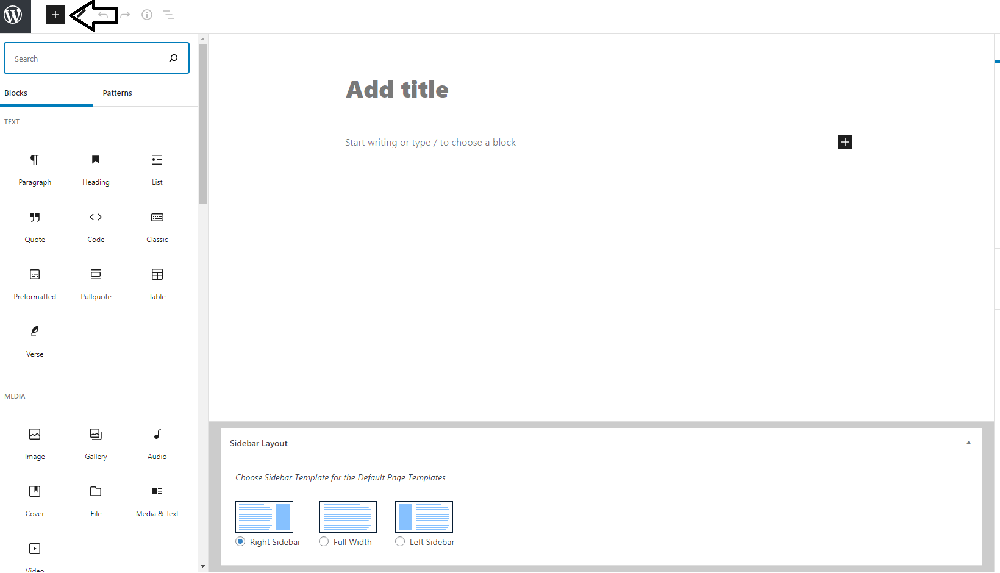 Search
Blocks Patterns
TEXT
Paragraph Heading List
Quote Code Classic
Preformatted Pullquote Table
Verse
MEDIA
Image Gallery Audio
Cover File Media & Text
Video
Add title
Start writing or type / to choose a block
Sidebar Layout
Choose Sidebar Template for the Default Page Templates
Right Sidebar Full Width Left Sidebar